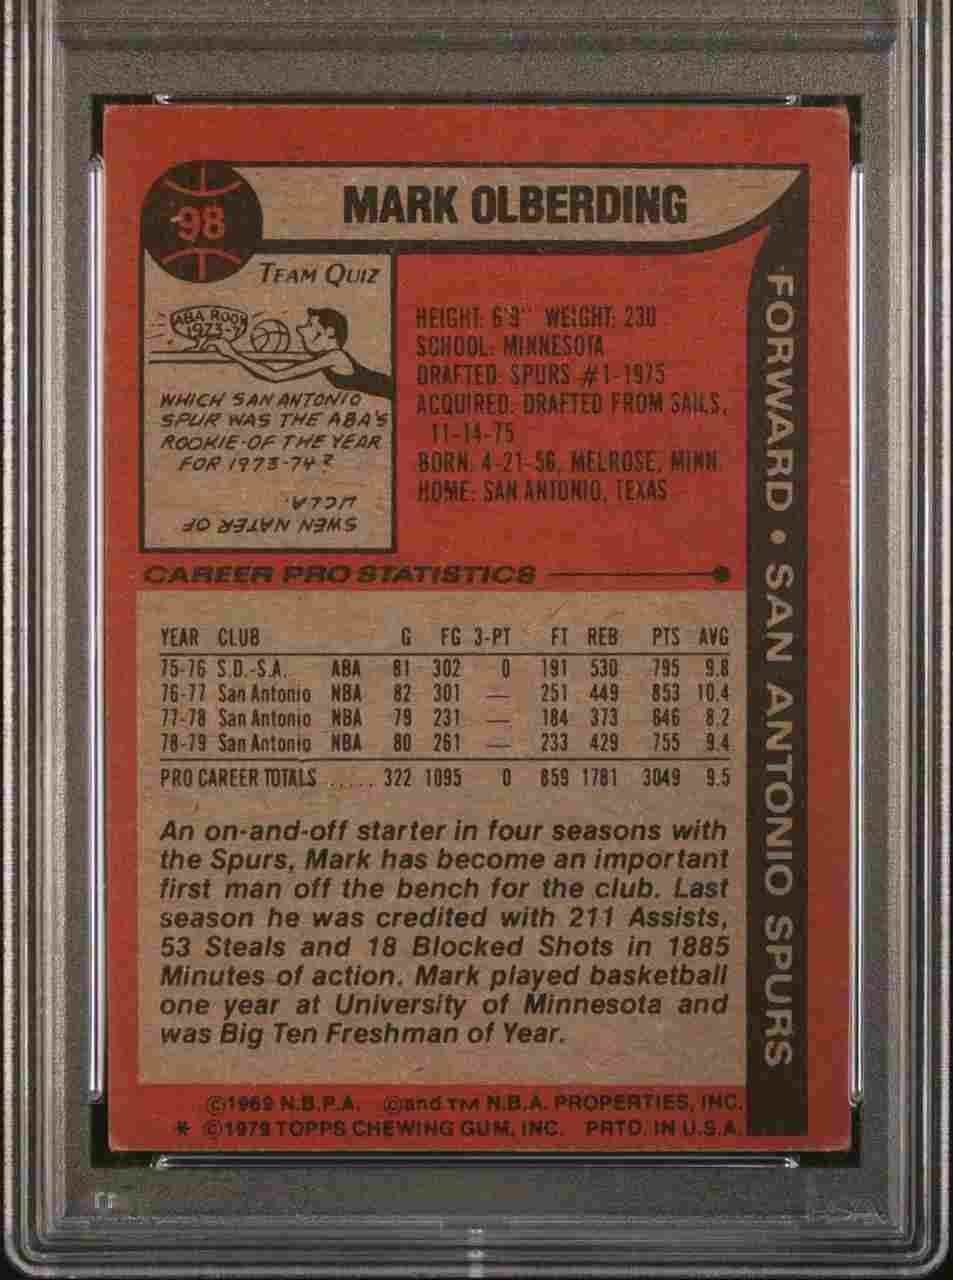 98
MARK OLBERDING
TEAM QUIZ
ABA ROOK
1973-7
WHICH SAN ANTONIO
SPUR WAS THE ABA'S
ROOKIE-OF THE YEAR
FOR 1973-74?
SWEN NATER OF
UCLA.
HEIGHT: 6'9" WEIGHT: 230
SCHOOL: MINNESOTA
DRAFTED: SPURS #1-1975
ACQUIRED: DRAFTED FROM SAILS,
11-14-75
BORN: 4-21-56, MELROSE, MINN.
HOME: SAN ANTONIO, TEXAS
FORWARD • SAN ANTONIO SPURS
CAREER PRO STATISTICS
YEAR CLUB G FG 3-PT FT REB PTS AVG
75-76 S.D.-S.A. ABA 81 302 0 191 530 795 9.8
76-77 San Antonio NBA 82 301 — 251 449 853 10.4
77-78 San Antonio NBA 79 231 — 184 373 646 8.2
78-79 San Antonio NBA 80 261 — 233 429 755 9.4
PRO CAREER TOTALS ..... 322 1095 0 859 1781 3049 9.5
An on-and-off starter in four seasons with
the Spurs, Mark has become an important
first man off the bench for the club. Last
season he was credited with 211 Assists,
53 Steals and 18 Blocked Shots in 1885
Minutes of action. Mark played basketball
one year at University of Minnesota and
was Big Ten Freshman of Year.
©1969 N.B.P.A. ©and TM N.B.A. PROPERTIES, INC.
* ©1979 TOPPS CHEWING GUM, INC. PRTD. IN U.S.A.